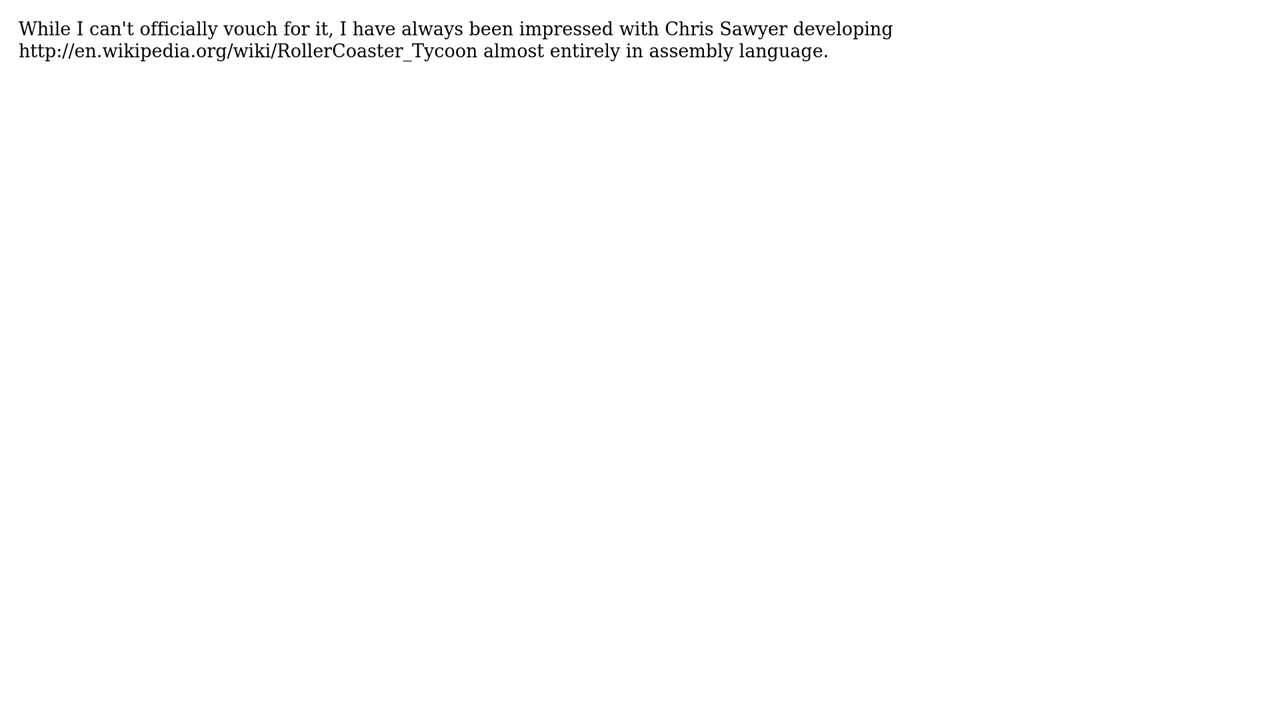 While I can't officially vouch for it, I have always been impressed with Chris Sawyer developing
http://en.wikipedia.org/wiki/RollerCoaster_Tycoon almost entirely in assembly language.